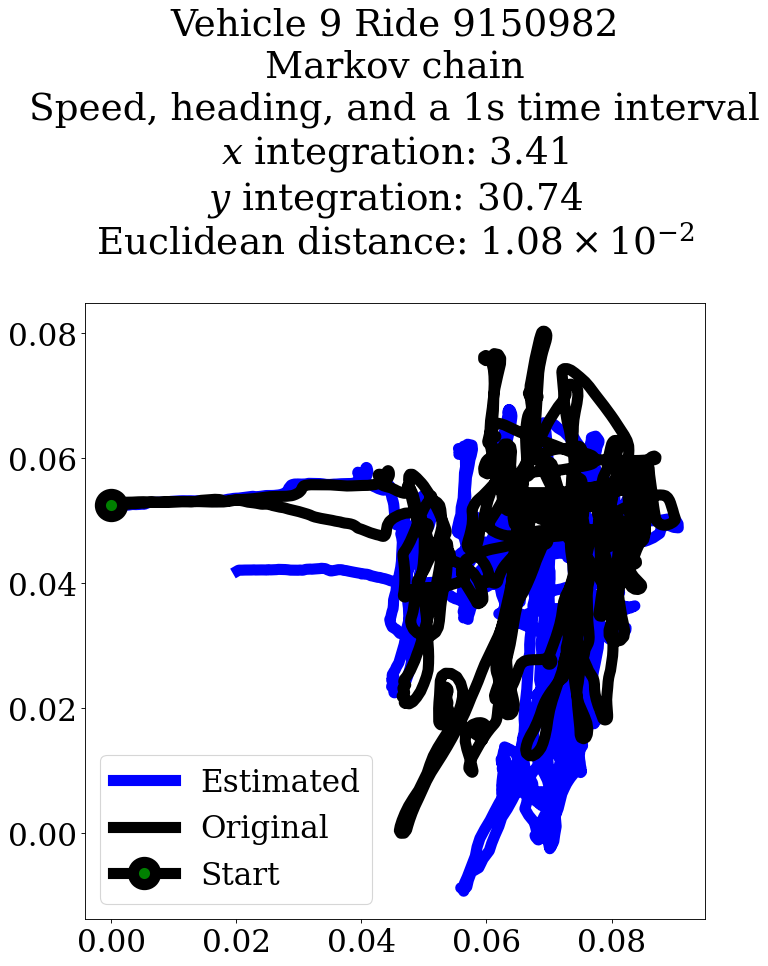 Vehicle 9 Ride 9150982
Markov chain
Speed, heading, and a 1s time interval
x integration: 3.41
y integration: 30.74
Euclidean distance: 1.08 × 10⁻²
0.08
0.06
0.04
0.02
0.00
Estimated
Original
Start
0.00 0.02 0.04 0.06 0.08